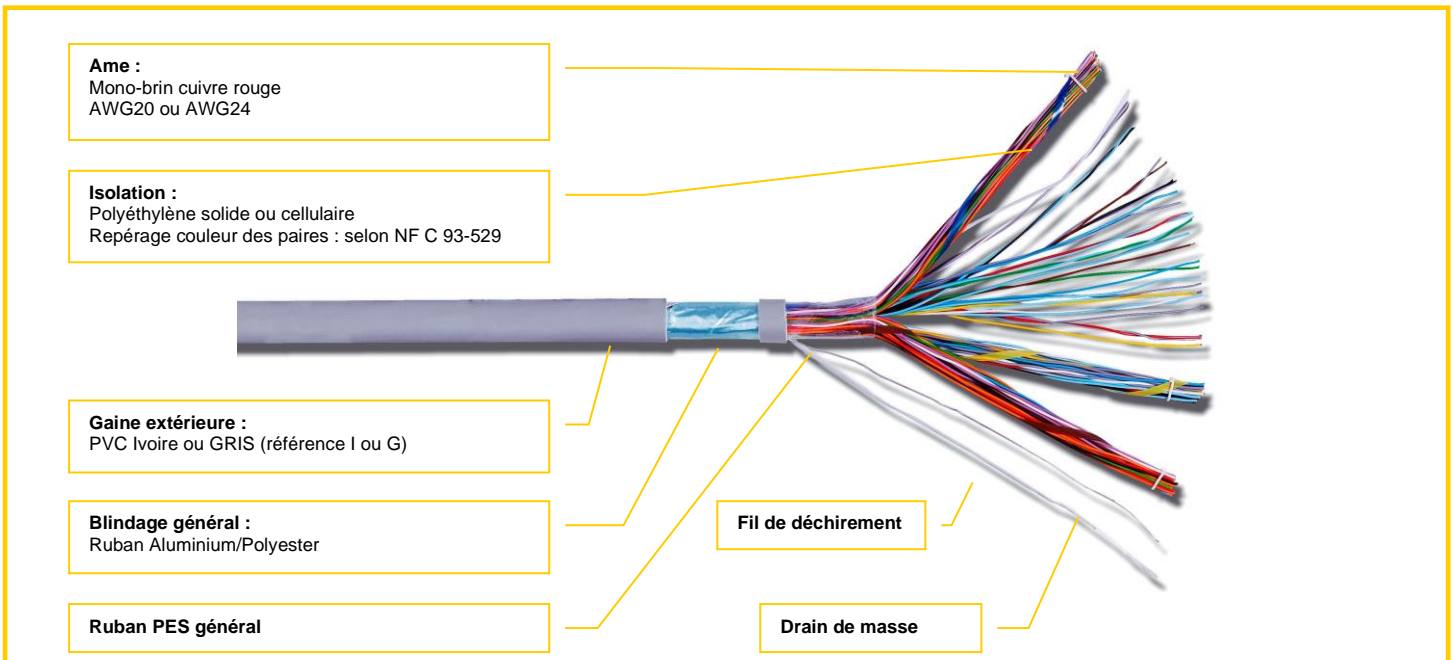 Ame :
Mono-brin cuivre rouge
AWG20 ou AWG24
Isolation :
Polyéthylène solide ou cellulaire
Repérage couleur des paires : selon NF C 93-529
Gaine extérieure :
PVC Ivoire ou GRIS (référence I ou G)
Blindage général :
Ruban Aluminium/Polyester
Fil de déchirement
Ruban PES général
Drain de masse